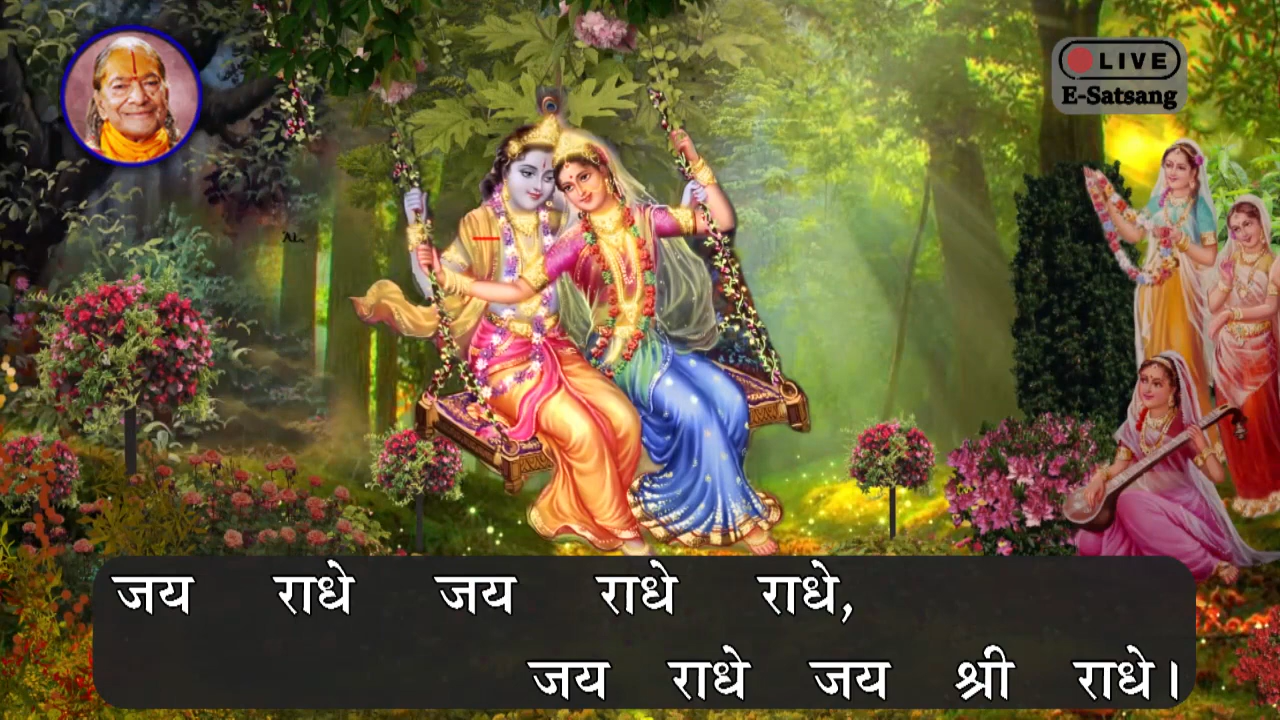 LIVE
E-Satsang
जय राधे जय राधे राधे,
जय राधे जय श्री राधे।